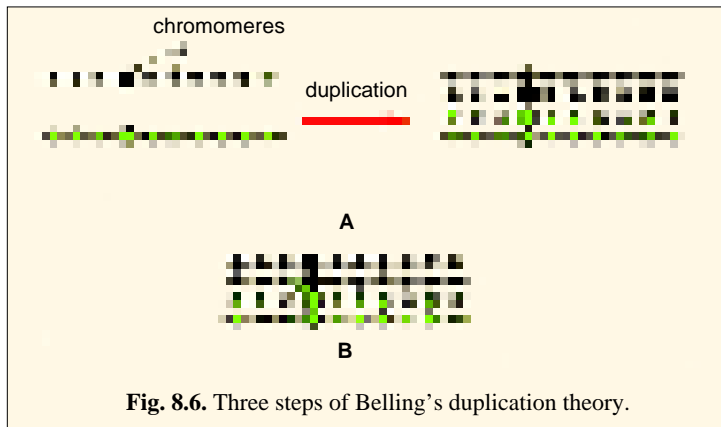 chromomeres
duplication
A
B
Fig. 8.6. Three steps of Belling's duplication theory.